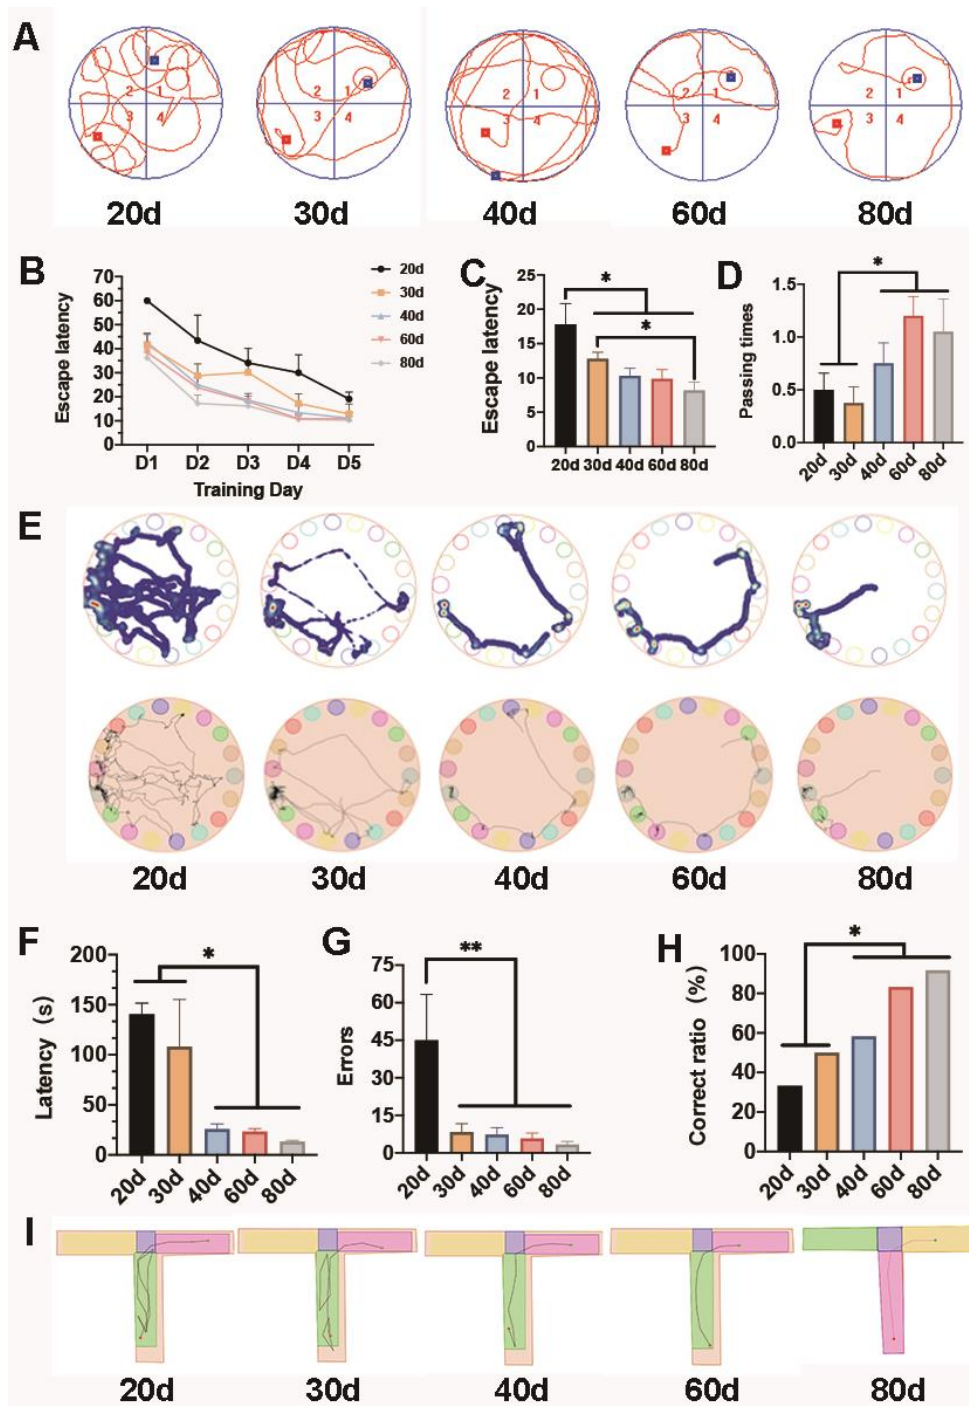 A
2 1
3 4
2 1
3 4
2 1
3 4
2 1
3 4
2 1
3 4
20d 30d 40d 60d 80d
B
70
60
50
40
30
20
10
0
Escape latency
D1 D2 D3 D4 D5
Training Day
20d
30d
40d
60d
80d
C
25
20
15
10
5
0
Escape latency
*
*
20d 30d 40d 60d 80d
D
1.5
1.0
0.5
0.0
Passing times
*
20d 30d 40d 60d 80d
E
20d 30d 40d 60d 80d
F
200
150
100
50
0
Latency (s)
*
20d 30d 40d 60d 80d
G
75
60
45
30
15
0
Errors
**
20d 30d 40d 60d 80d
H
100
80
60
40
20
0
Correct ratio (%)
*
20d 30d 40d 60d 80d
I
20d 30d 40d 60d 80d